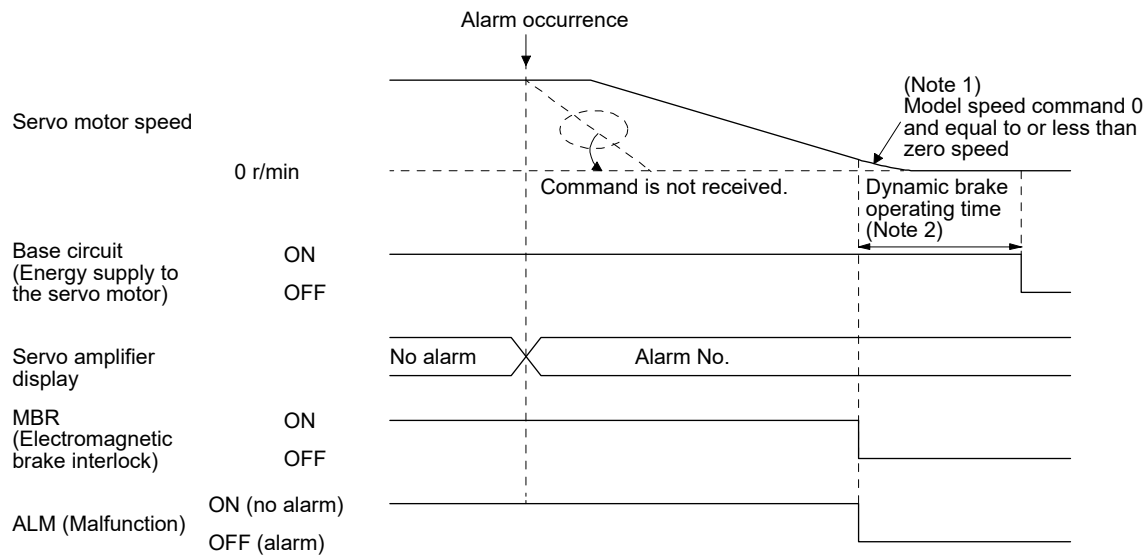 Alarm occurrence
(Note 1)
Model speed command 0
and equal to or less than
zero speed
Servo motor speed
0 r/min
Command is not received.
Dynamic brake
operating time
(Note 2)
Base circuit
(Energy supply to
the servo motor)
ON
OFF
Servo amplifier
display
No alarm
Alarm No.
MBR
(Electromagnetic
brake interlock)
ON
OFF
ALM (Malfunction)
ON (no alarm)
OFF (alarm)